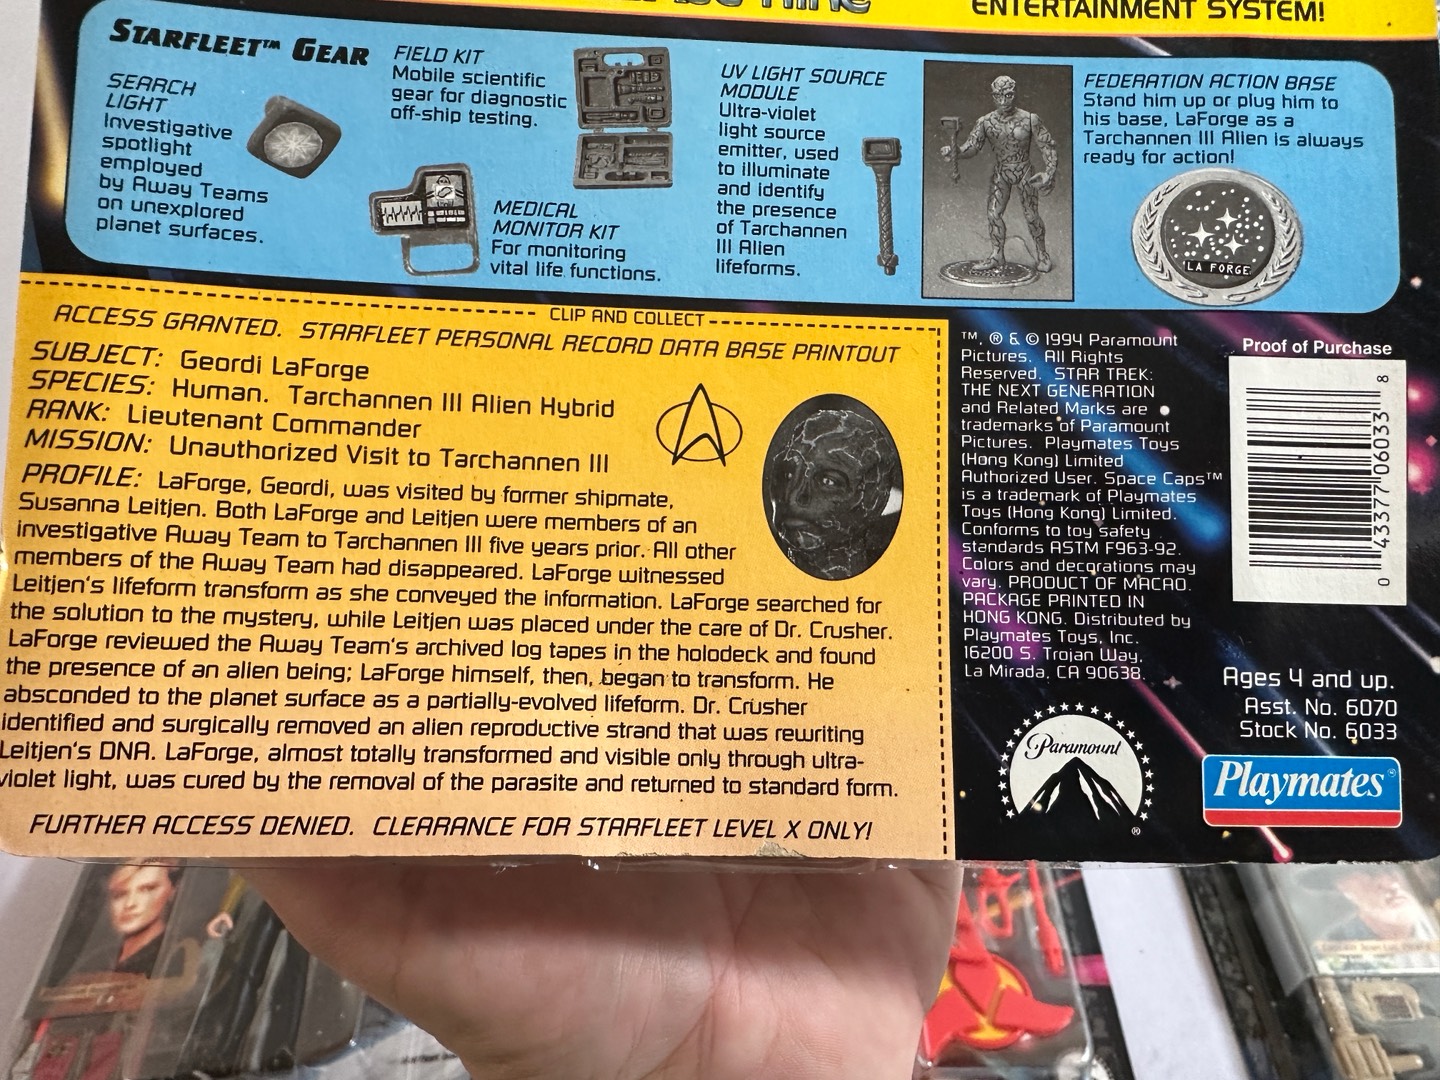 ENTERTAINMENT SYSTEM!
STARFLEET™ GEAR
SEARCH
LIGHT
Investigative
spotlight
employed
by Away Teams
on unexplored
planet surfaces.
FIELD KIT
Mobile scientific
gear for diagnostic
off-ship testing.
MEDICAL
MONITOR KIT
For monitoring
vital life functions.
UV LIGHT SOURCE
MODULE
Ultra-violet
light source
emitter, used
to illuminate
and identify
the presence
of Tarchannen
III Alien
lifeforms.
FEDERATION ACTION BASE
Stand him up or plug him to
his base, LaForge as a
Tarchannen III Alien is always
ready for action!
LA FORGE
CLIP AND COLLECT
ACCESS GRANTED. STARFLEET PERSONAL RECORD DATA BASE PRINTOUT
SUBJECT: Geordi LaForge
SPECIES: Human. Tarchannen III Alien Hybrid
RANK: Lieutenant Commander
MISSION: Unauthorized Visit to Tarchannen III
PROFILE: LaForge, Geordi, was visited by former shipmate,
Susanna Leitjen. Both LaForge and Leitjen were members of an
investigative Away Team to Tarchannen III five years prior. All other
members of the Away Team had disappeared. LaForge witnessed
Leitjen's lifeform transform as she conveyed the information. LaForge searched for
the solution to the mystery, while Leitjen was placed under the care of Dr. Crusher.
LaForge reviewed the Away Team's archived log tapes in the holodeck and found
the presence of an alien being; LaForge himself, then, began to transform. He
absconded to the planet surface as a partially-evolved lifeform. Dr. Crusher
identified and surgically removed an alien reproductive strand that was rewriting
Leitjen's DNA. LaForge, almost totally transformed and visible only through ultra-
violet light, was cured by the removal of the parasite and returned to standard form.
FURTHER ACCESS DENIED. CLEARANCE FOR STARFLEET LEVEL X ONLY!
™, ® & © 1994 Paramount
Pictures. All Rights
Reserved. STAR TREK:
THE NEXT GENERATION
and Related Marks are
trademarks of Paramount
Pictures. Playmates Toys
(Hong Kong) Limited
Authorized User. Space Caps™
is a trademark of Playmates
Toys (Hong Kong) Limited.
Conforms to toy safety
standards ASTM F963-92.
Colors and decorations may
vary. PRODUCT OF MACAO.
PACKAGE PRINTED IN
HONG KONG. Distributed by
Playmates Toys, Inc.
16200 S. Trojan Way,
La Mirada, CA 90638.
Paramount
®
Proof of Purchase
0 43377 06033 8
Ages 4 and up.
Asst. No. 6070
Stock No. 6033
Playmates®